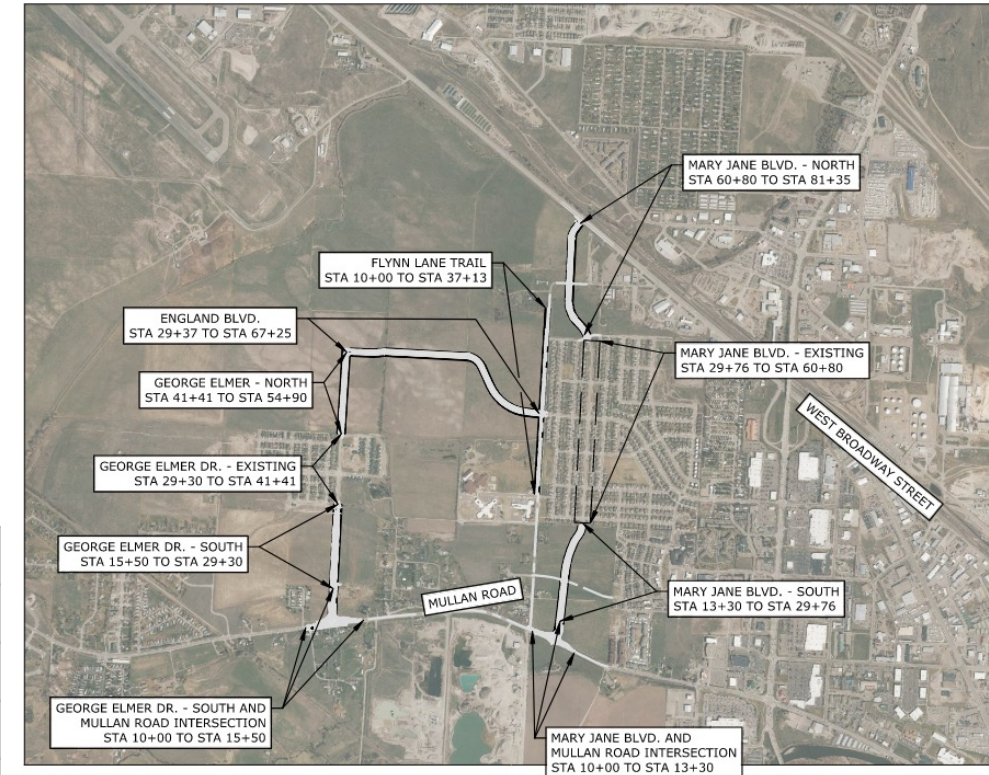 MARY JANE BLVD. - NORTH
STA 60+80 TO STA 81+35
FLYNN LANE TRAIL
STA 10+00 TO STA 37+13
ENGLAND BLVD.
STA 29+37 TO STA 67+25
MARY JANE BLVD. - EXISTING
STA 29+76 TO STA 60+80
GEORGE ELMER - NORTH
STA 41+41 TO STA 54+90
WEST BROADWAY STREET
GEORGE ELMER DR. - EXISTING
STA 29+30 TO STA 41+41
GEORGE ELMER DR. - SOUTH
STA 15+50 TO STA 29+30
MULLAN ROAD
MARY JANE BLVD. - SOUTH
STA 13+30 TO STA 29+76
GEORGE ELMER DR. - SOUTH AND
MULLAN ROAD INTERSECTION
STA 10+00 TO STA 15+50
MARY JANE BLVD. AND
MULLAN ROAD INTERSECTION
STA 10+00 TO STA 13+30